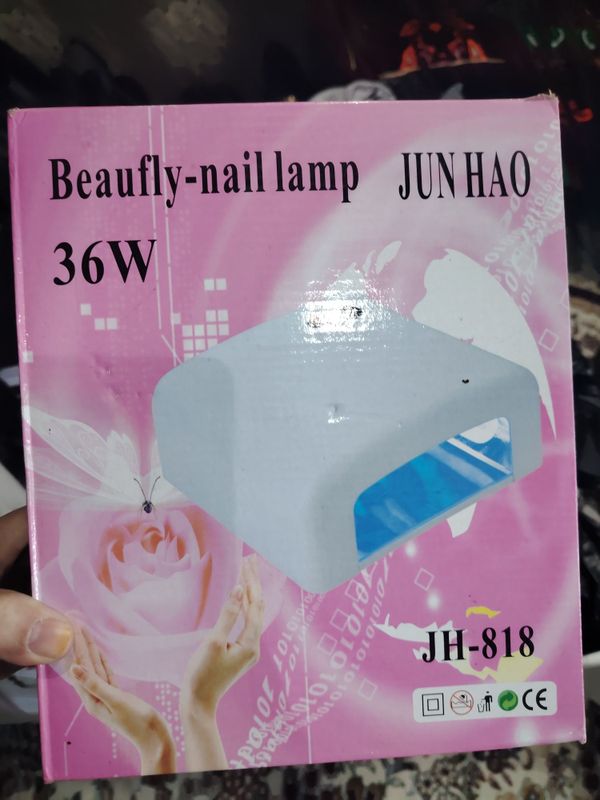 Beaufly-nail lamp JUN HAO
36W
JH-818
CE